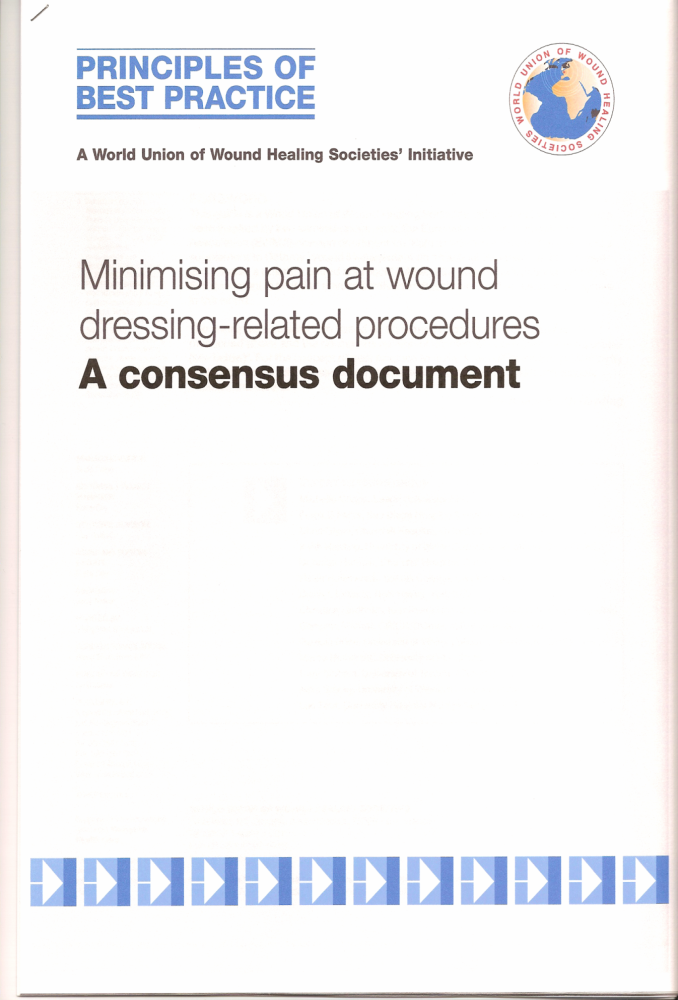 PRINCIPLES OF
BEST PRACTICE
A World Union of Wound Healing Societies' Initiative
WORLD UNION OF WOUND HEALING SOCIETIES
Minimising pain at wound
dressing-related procedures
A consensus document